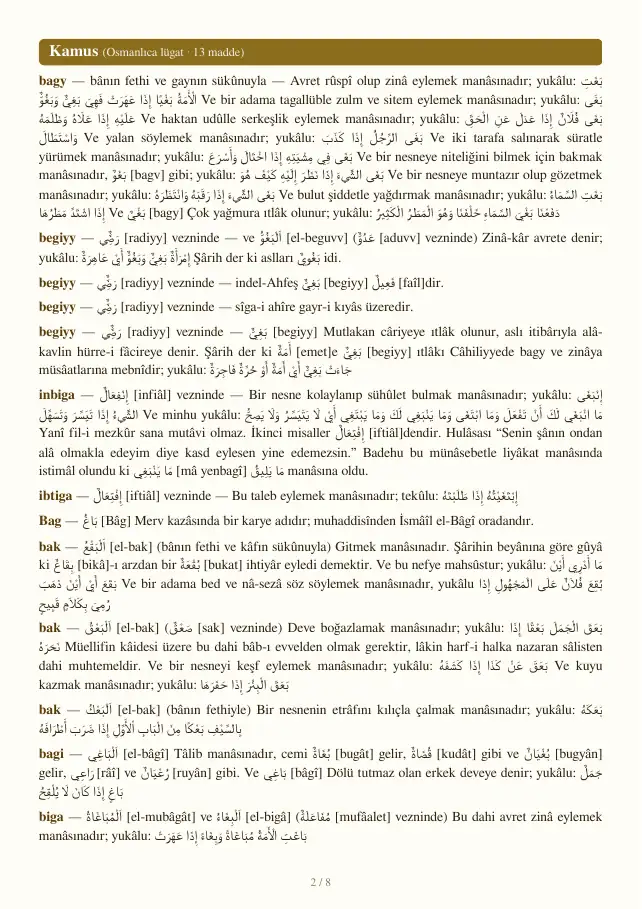 Kamus (Osmanlıca lügat · 13 madde)
bagy — bânın fethi ve gaynın sükûnuyla — Avret rûspî olup zinâ eylemek manâsınadır; yukâlu: بَغَتِ
الْأَمَةُ بَغْيًا إِذَا عَهَرَتْ فَهِيَ بَغِيٌّ وَبَغُوٌّ Ve bir adama tagallüble zulm ve sitem eylemek manâsınadır; yukâlu: بَغَى
عَلَيْهِ إِذَا عَلَاهُ وَظَلَمَهُ Ve haktan udûlle serkeşlik eylemek manâsınadır; yukâlu: بَغَى فُلَانٌ إِذَا عَدَلَ عَنِ الْحَقِّ
وَاسْتَطَالَ Ve yalan söylemek manâsınadır; yukâlu: بَغَى الرَّجُلُ إِذَا كَذَبَ Ve iki tarafa salınarak süratle
yürümek manâsınadır; yukâlu: بَغَى فِي مِشْيَتِهِ إِذَا اخْتَالَ وَأَسْرَعَ Ve bir nesneye niteliğini bilmek için bakmak
manâsınadır, بَغْوٌ [bagv] gibi; yukâlu: بَغَى الشَّيْءَ إِذَا نَظَرَ إِلَيْهِ كَيْفَ هُوَ Ve bir nesneye muntazır olup gözetmek
manâsınadır; yukâlu: بَغَى الشَّيْءَ إِذَا رَقَبَهُ وَانْتَظَرَهُ Ve bulut şiddetle yağdırmak manâsınadır; yukâlu: بَغَتِ السَّمَاءُ
إِذَا اشْتَدَّ مَطَرُهَا Ve بَغْيٌ [bagy] Çok yağmura ıtlâk olunur; yukâlu: دَفَعْنَا بَغْيَ السَّمَاءِ خَلْفَنَا وَهُوَ الْمَطَرُ الْكَثِيرُ
begiyy — رَضِيٌّ [radiyy] vezninde — ve اَلْبَغُوُّ [el-beguvv] (عَدُوٌّ [aduvv] vezninde) Zinâ-kâr avrete denir;
yukâlu: إِمْرَأَةٌ بَغِيٌّ وَبَغُوٌّ أَيْ عَاهِرَةٌ Şârih der ki aslları بَغُويٌ idi.
begiyy — رَضِيٌّ [radiyy] vezninde — indel-Ahfeş بَغِيٌّ [begiyy] فَعِيلٌ [faîl]dir.
begiyy — رَضِيٌّ [radiyy] vezninde — sîga-i ahîre gayr-i kıyâs üzeredir.
begiyy — رَضِيٌّ [radiyy] vezninde — بَغِيٌّ [begiyy] Mutlakan câriyeye ıtlâk olunur, aslı itibârıyla alâ-
kavlin hürre-i fâcireye denir. Şârih der ki أَمَةٌ [emet]e بَغِيٌّ [begiyy] ıtlâkı Câhiliyyede bagy ve zinâya
müsâatlarına mebnîdir; yukâlu: جَاءَتْ بَغِيٌّ أَيْ أَمَةٌ أَوْ حُرَّةٌ فَاجِرَةٌ
inbiga — إِنْفِعَالٌ [infiâl] vezninde — Bir nesne kolaylanıp sühûlet bulmak manâsınadır; yukâlu: إِنْبَغَى
الشَّيْءُ إِذَا تَيَسَّرَ وَتَسَهَّلَ Ve minhu yukâlu: مَا انْبَغَى لَكَ أَنْ تَفْعَلَ وَمَا ابْتَغَى وَمَا يَنْبَغِي لَكَ وَمَا يَبْتَغِي أَيْ لَا يَتَيَسَّرُ وَلَا يَصِحُّ
Yanî fil-i mezkûr sana mutâvi olmaz. İkinci misaller إِفْتِعَالٌ [iftiâl]dendir. Hulâsası “Senin şânın ondan
alâ olmakla edeyim diye kasd eylesen yine edemezsin.” Badehu bu münâsebetle liyâkat manâsında
istimâl olundu ki مَا يَنْبَغِي [mâ yenbagî] مَا يَلِيقُ manâsına oldu.
ibtiga — إِفْتِعَالٌ [iftiâl] vezninde — Bu taleb eylemek manâsınadır; tekûlu: إِبْتَغَيْتُهُ إِذَا طَلَبْتَهُ
Bag — بَاغُ [Bâg] Merv kazâsında bir karye adıdır; muhaddisînden İsmâîl el-Bâgî oradandır.
bak — اَلْبَقْعُ [el-bak] (bânın fethi ve kâfın sükûnuyla) Gitmek manâsınadır. Şârihin beyânına göre gûyâ
ki بِقَاعُ [bikâ]-ı arzdan bir بُقْعَةٌ [bukat] ihtiyâr eyledi demektir. Ve bu nefye mahsûstur; yukâlu: مَا أَدْرِي أَيْنَ
بَقَعَ أَيْ أَيْنَ ذَهَبَ Ve bir adama bed ve nâ-sezâ söz söylemek manâsınadır, yukâlu بُقِعَ فُلَانٌ عَلَى الْمَجْهُولِ إِذَا
رُمِيَ بِكَلَامٍ قَبِيحٍ
bak — اَلْبَعْقُ [el-bak] (صَعْقٌ [sak] vezninde) Deve boğazlamak manâsınadır; yukâlu: بَعَقَ الْجَمَلَ بَعْقًا إِذَا
نَحَرَهُ Müellifin kâidesi üzere bu dahi bâb-ı evvelden olmak gerektir, lâkin harf-i halka nazaran sâlisten
dahi muhtemeldir. Ve bir nesneyi keşf eylemek manâsınadır; yukâlu: بَعَقَ عَنْ كَذَا إِذَا كَشَفَهُ Ve kuyu
kazmak manâsınadır; yukâlu: بَعَقَ الْبِئْرَ إِذَا حَفَرَهَا
bak — اَلْبَعْكُ [el-bak] (bânın fethiyle) Bir nesnenin etrâfını kılıçla çalmak manâsınadır; yukâlu: بَعَكَهُ
بِالسَّيْفِ بَعْكًا مِنَ الْبَابِ الْأَوَّلِ إِذَا ضَرَبَ أَطْرَافَهُ
bagi — اَلْبَاغِي [el-bâgî] Tâlib manâsınadır, cemi بُغَاةٌ [bugât] gelir, قُضَاةٌ [kudât] gibi ve بُغْيَانٌ [bugyân]
gelir, رَاعِي [râî] ve رُعْيَانٌ [ruyân] gibi. Ve بَاغِي [bâgî] Dölü tutmaz olan erkek deveye denir; yukâlu: جَمَلٌ
بَاغٍ إِذَا كَان لَا يُلْقِحُ
biga — اَلْمُبَاغَاةُ [el-mubâgât] ve اَلْبِغَاءُ [el-bigâ] (مُفَاعَلَةٌ [mufâalet] vezninde) Bu dahi avret zinâ eylemek
manâsınadır; yukâlu: بَاغَتِ الْأَمَةُ مُبَاغَاةً وَبِغَاءً إِذَا عَهَرَتْ
2 / 8